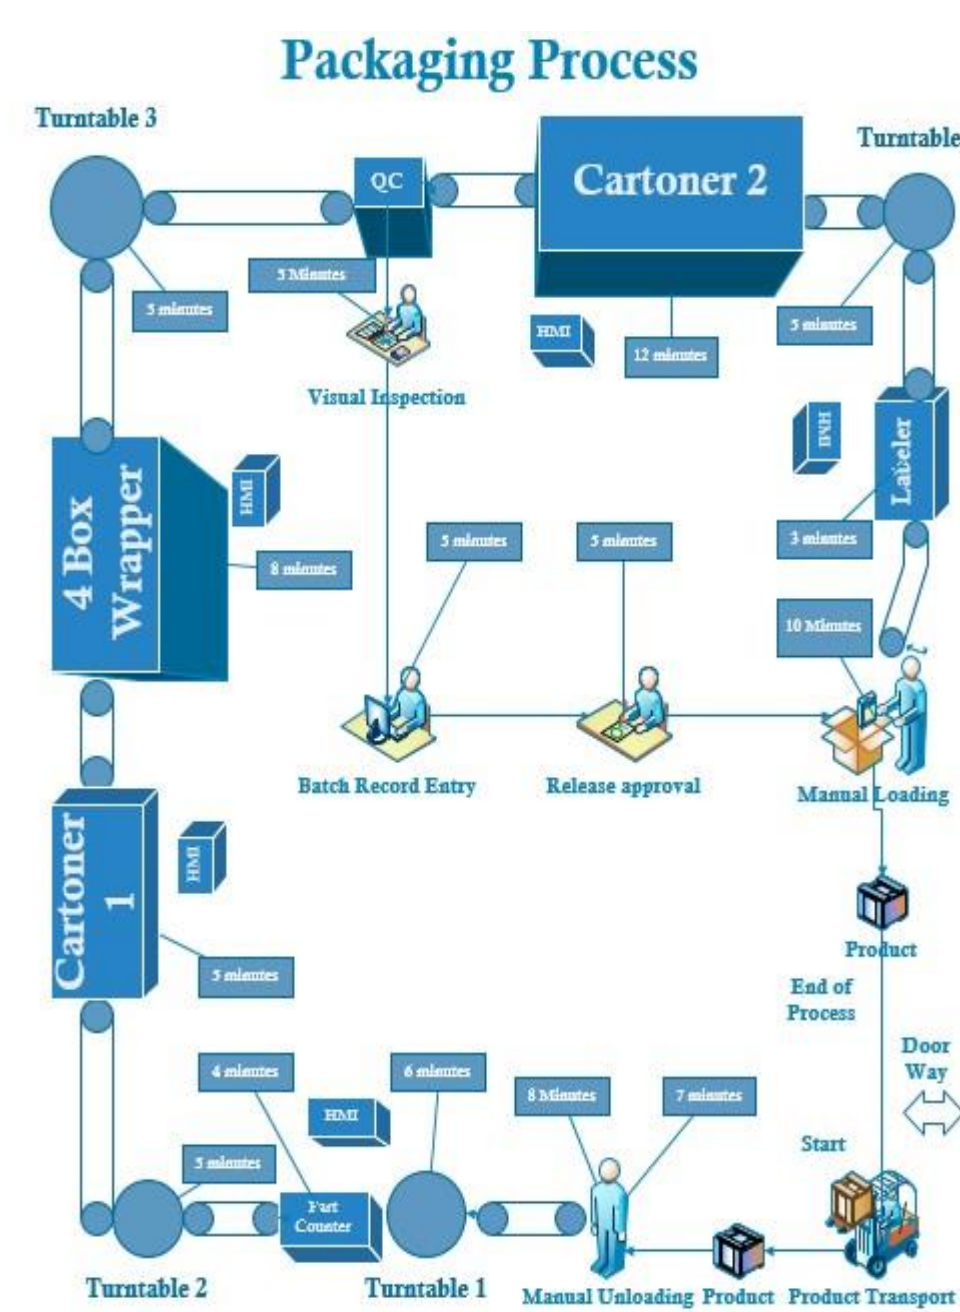 Packaging Process
Turntable 3
Turntable
QC
Cartoner 2
5 minutes
3 Minutes
HMI
12 minutes
5 minutes
Visual Inspection
HMI
Labeler
4 Box
Wrapper
HMI
8 minutes
5 minutes
5 minutes
3 minutes
10 Minutes
Batch Record Entry
Release approval
Manual Loading
Cartoner
1
HMI
5 minutes
Product
End of
Process
Door
Way
4 minutes
6 minutes
8 Minutes
7 minutes
HMI
Start
5 minutes
Part
Counter
Turntable 2
Turntable 1
Manual Unloading
Product
Product Transport